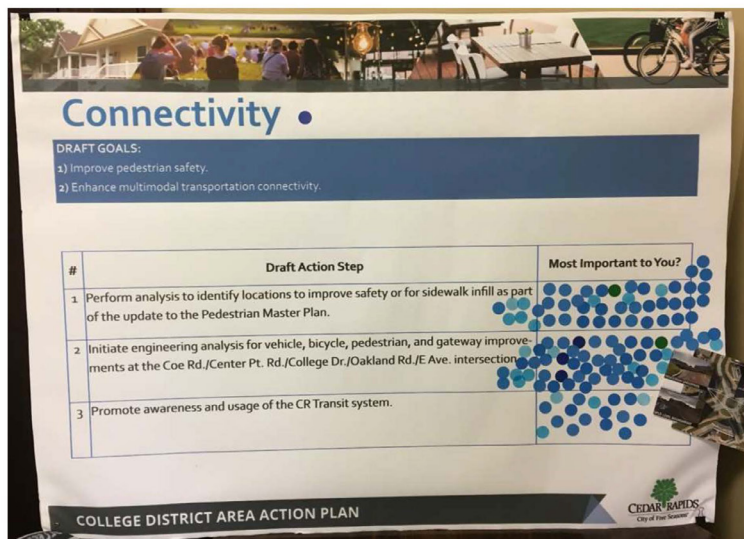 Connectivity
DRAFT GOALS:
1) Improve pedestrian safety.
2) Enhance multimodal transportation connectivity.
# Draft Action Step Most Important to You?
1 Perform analysis to identify locations to improve safety or for sidewalk infill as part
of the update to the Pedestrian Master Plan.
2 Initiate engineering analysis for vehicle, bicycle, pedestrian, and gateway improve-
ments at the Coe Rd./Center Pt. Rd./College Dr./Oakland Rd./E Ave. intersection
3 Promote awareness and usage of the CR Transit system.
COLLEGE DISTRICT AREA ACTION PLAN
CEDAR RAPIDS
City of Five Seasons